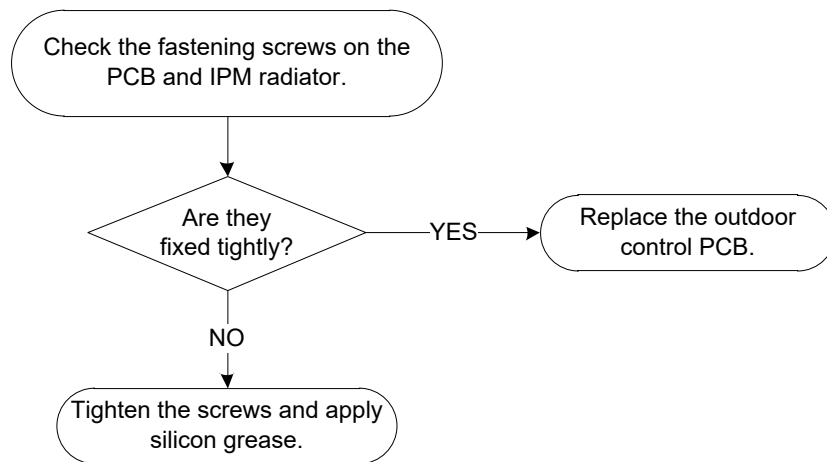 Check the fastening screws on the
PCB and IPM radiator.
Are they
fixed tightly?
YES
Replace the outdoor
control PCB.
NO
Tighten the screws and apply
silicon grease.